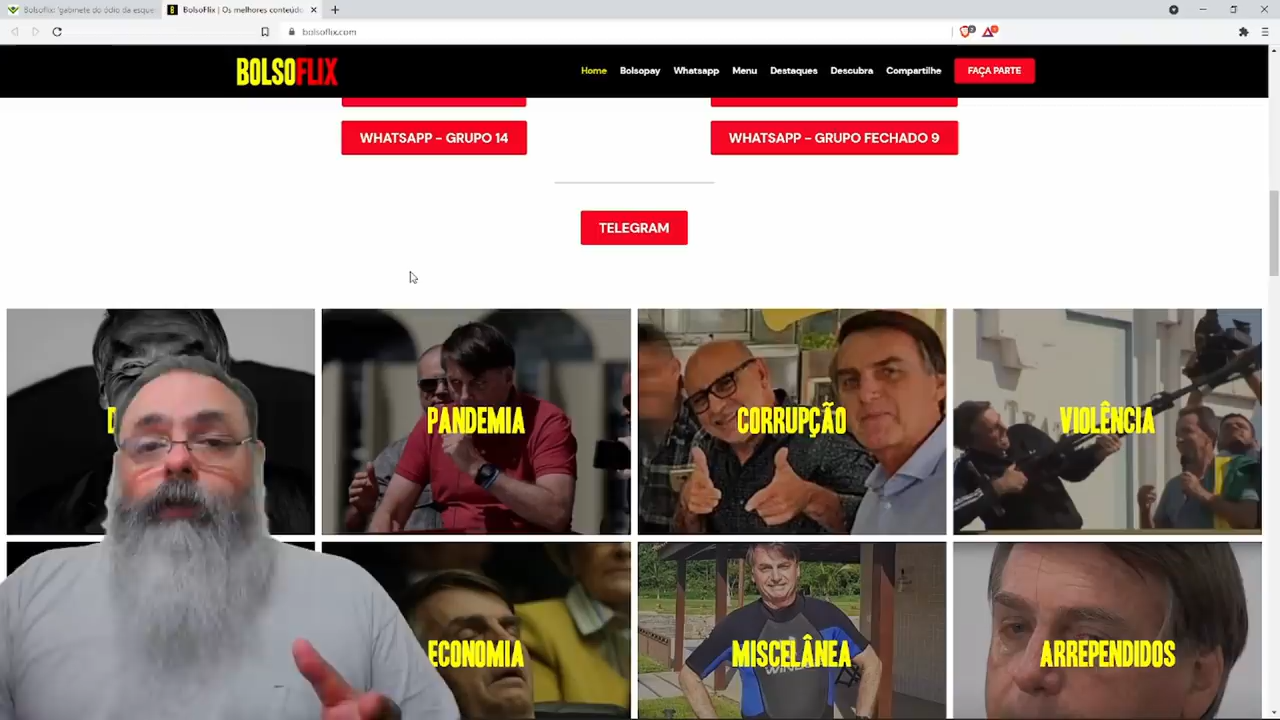 Bolsoflix: 'gabinete do ódio da esque
BolsoFlix | Os melhores conteúdo
bolsoflix.com
BOLSOFLIX
Home Bolsopay Whatsapp Menu Destaques Descubra Compartilhe FAÇA PARTE
WHATSAPP - GRUPO 14
WHATSAPP - GRUPO FECHADO 9
TELEGRAM
PANDEMIA
CORRUPÇÃO
VIOLÊNCIA
ECONOMIA
MISCELÂNEA
ARREPENDIDOS